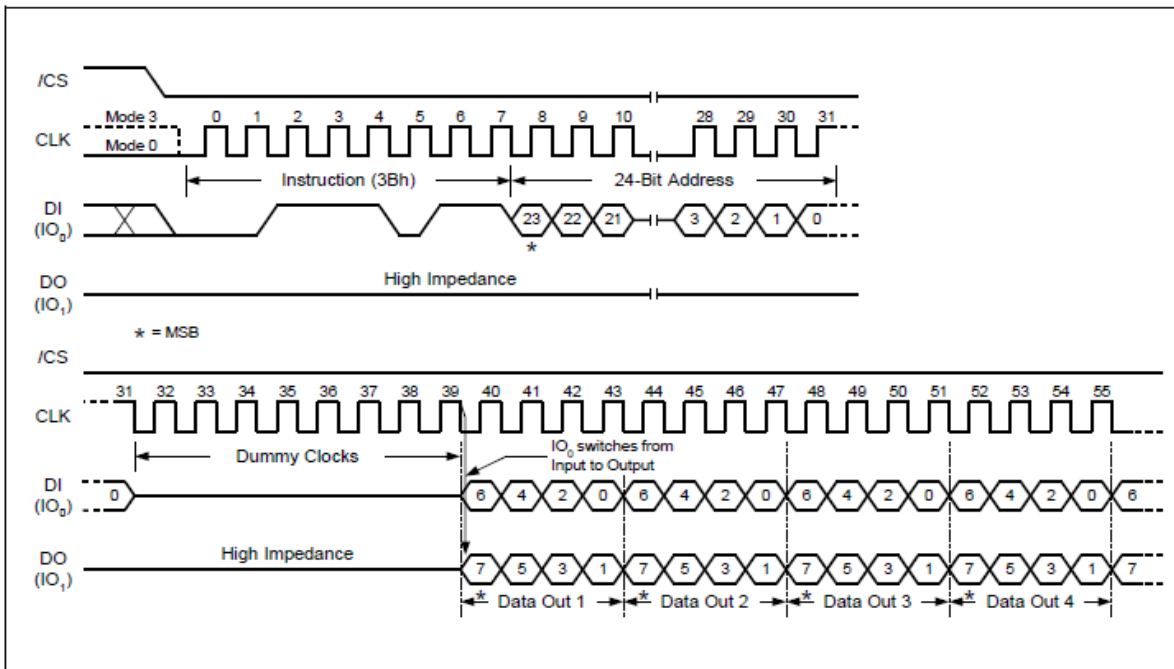 /CS
Mode 3 0 1 2 3 4 5 6 7 8 9 10 28 29 30 31
CLK
Mode 0
Instruction (3Bh) 24-Bit Address
DI
(IO0) 23 22 21 3 2 1 0
*
High Impedance
DO
(IO1)
* = MSB
/CS
31 32 33 34 35 36 37 38 39 40 41 42 43 44 45 46 47 48 49 50 51 52 53 54 55
CLK
Dummy Clocks
IO0 switches from
Input to Output
DI
(IO0) 0 6 4 2 0 6 4 2 0 6 4 2 0 6 4 2 0 6
High Impedance
DO
(IO1) 7 5 3 1 7 5 3 1 7 5 3 1 7 5 3 1 7
* Data Out 1 * Data Out 2 * Data Out 3 * Data Out 4